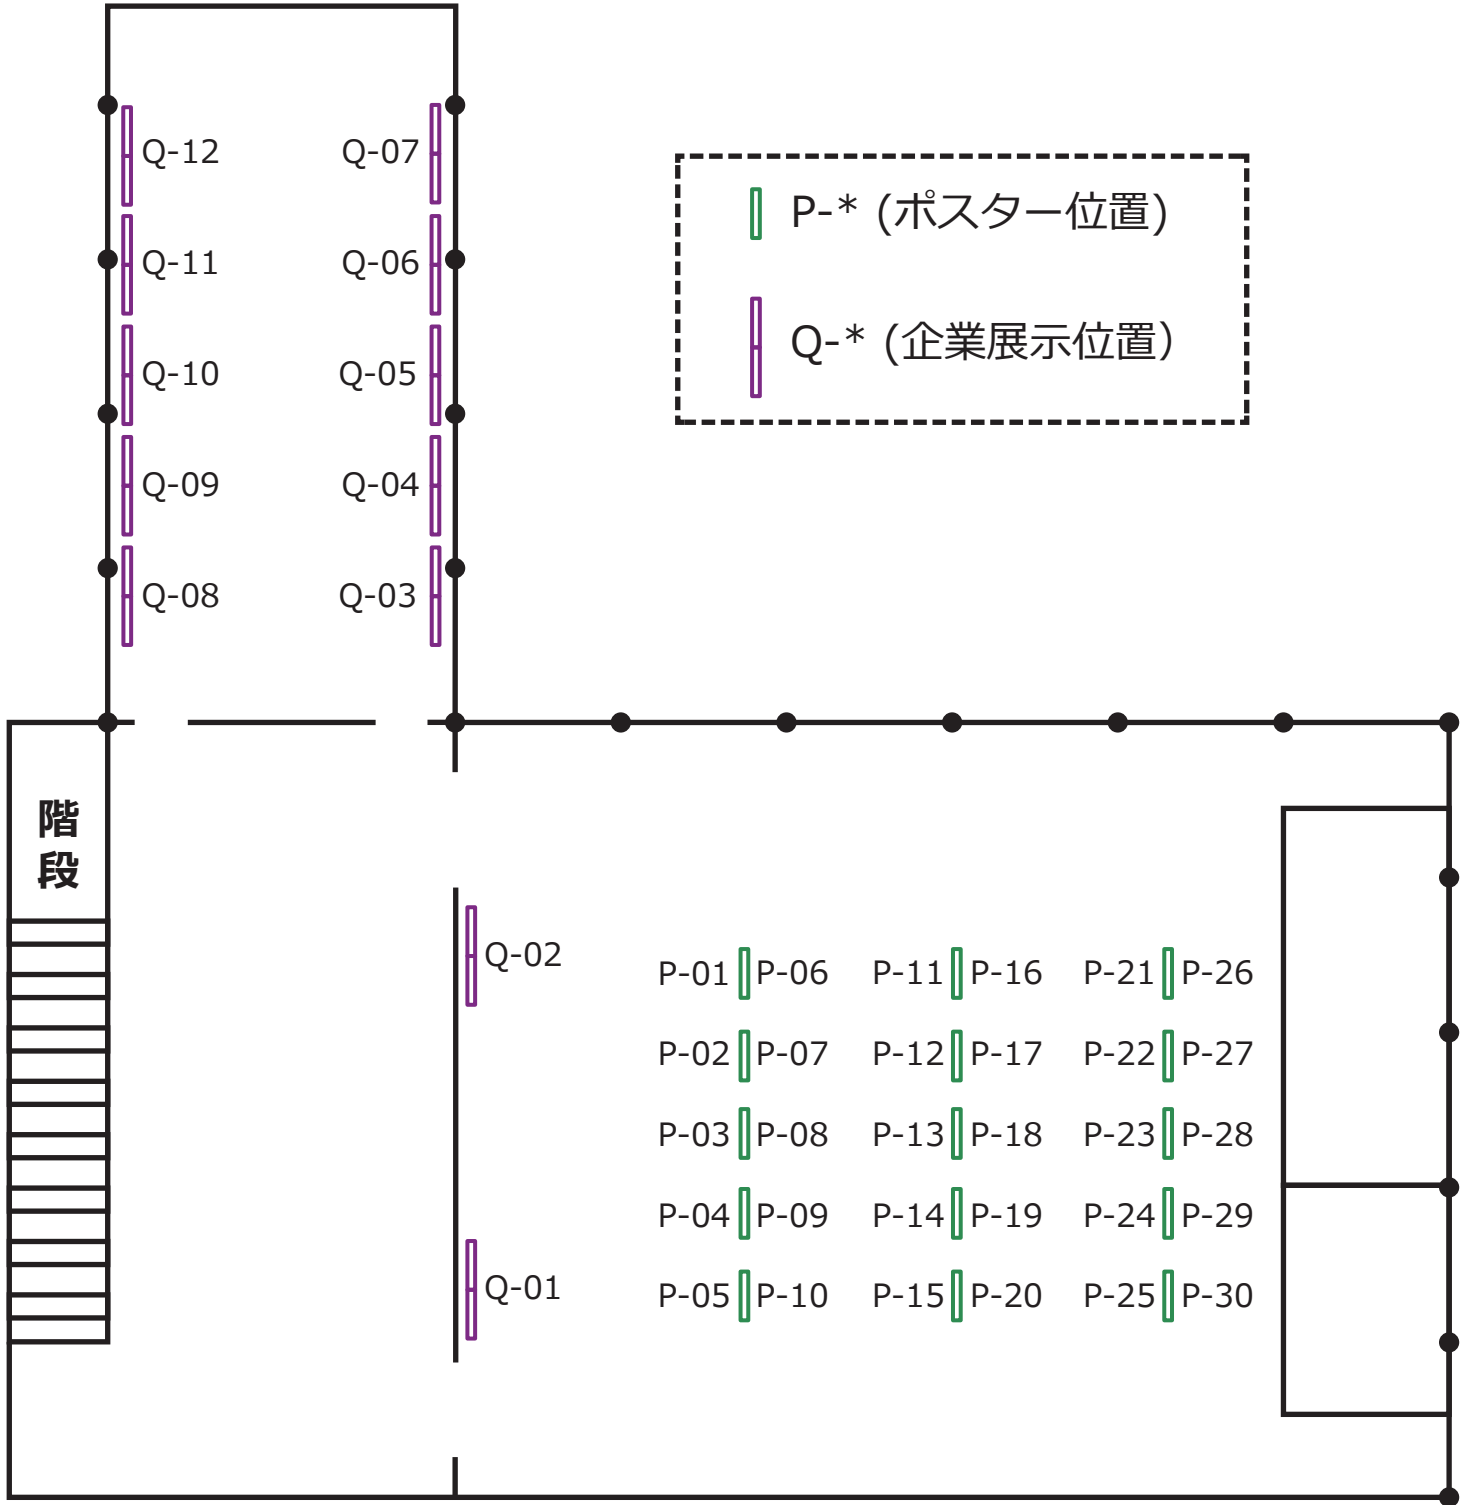 Q-12 Q-07
Q-11 Q-06
Q-10 Q-05
Q-09 Q-04
Q-08 Q-03
P-* (ポスター位置)
Q-* (企業展示位置）
階
段
Q-02
Q-01
P-01 P-06 P-11 P-16 P-21 P-26
P-02 P-07 P-12 P-17 P-22 P-27
P-03 P-08 P-13 P-18 P-23 P-28
P-04 P-09 P-14 P-19 P-24 P-29
P-05 P-10 P-15 P-20 P-25 P-30